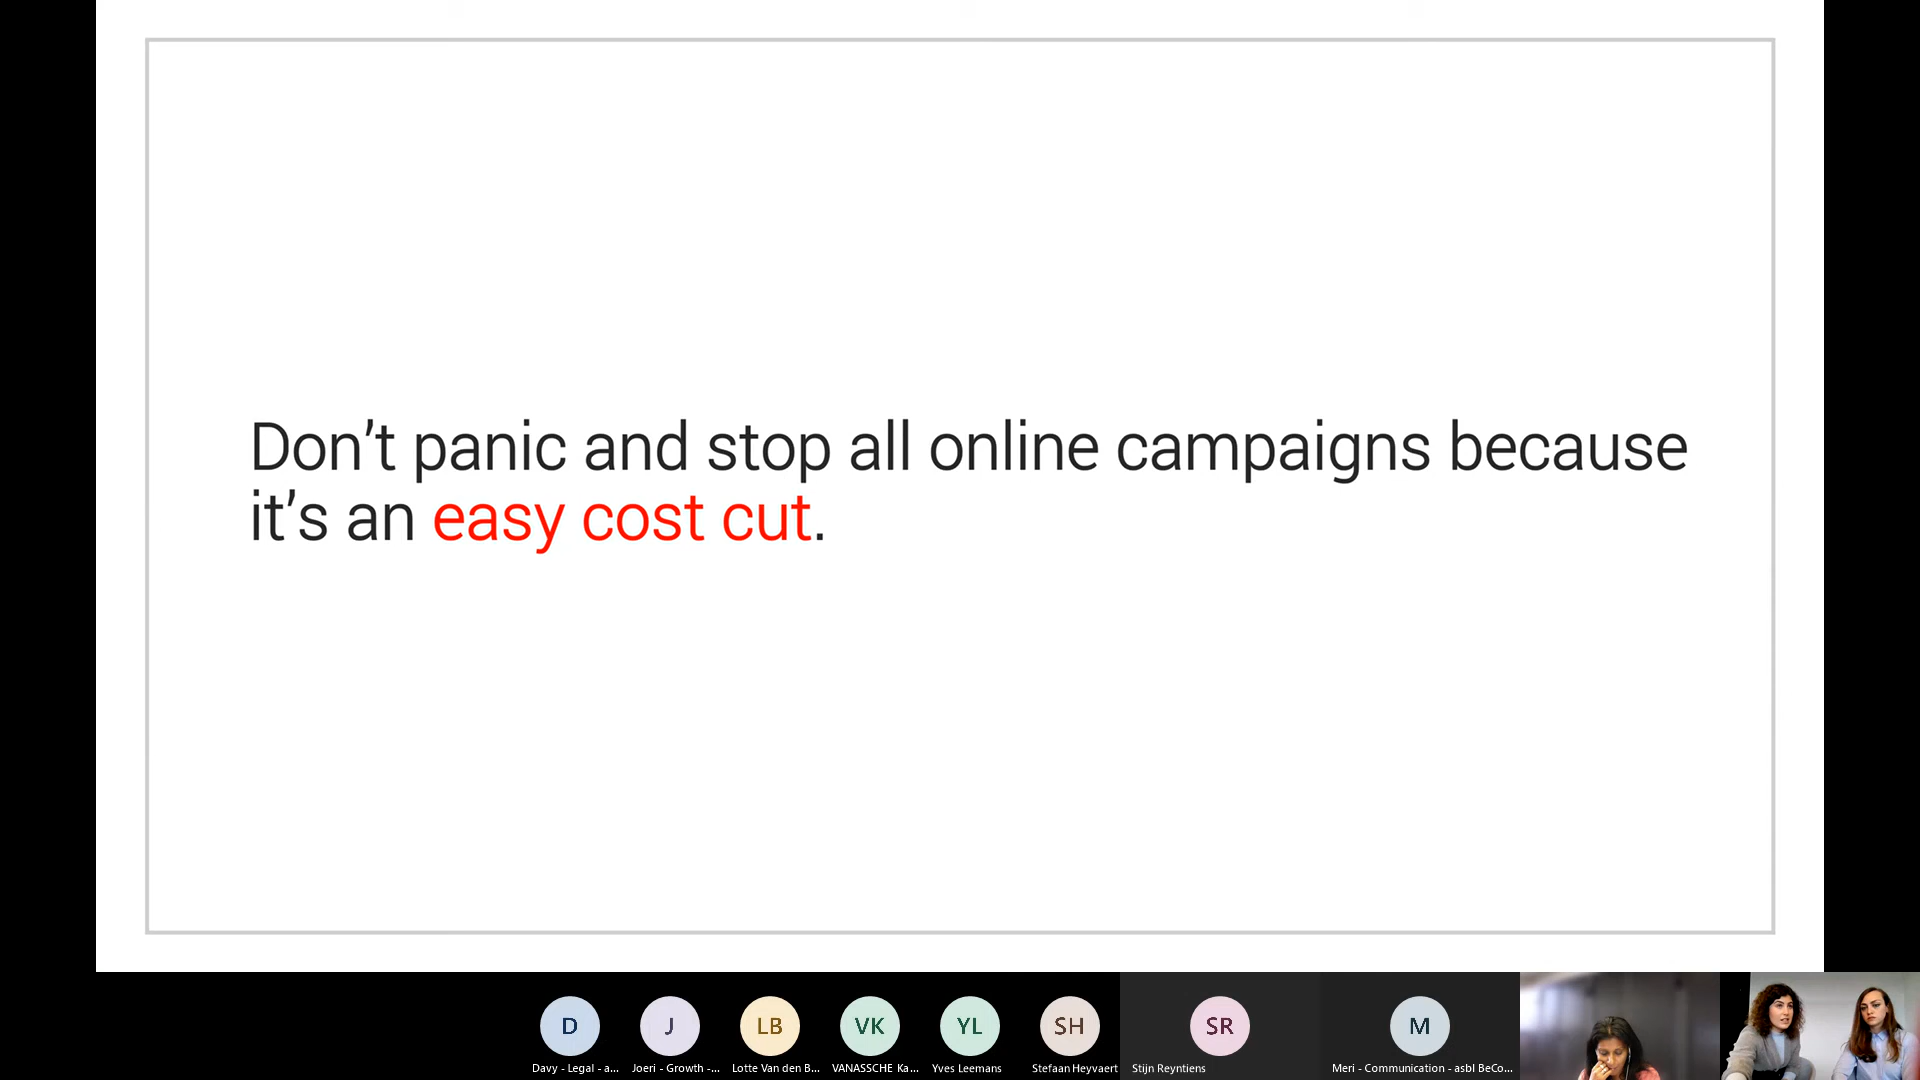 Don’t panic and stop all online campaigns because
it’s an easy cost cut.
D
J
LB
VK
YL
SH
SR
M
Davy - Legal - a...
Joeri - Growth -...
Lotte Van den B...
VANASSCHE Ka...
Yves Leemans
Stefaan Heyvaert
Stijn Reyntiens
Meri - Communication - asbl BeCo...